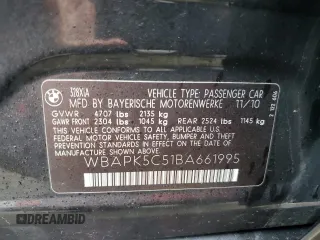 328XiA
VEHICLE TYPE PASSENGER CAR
MFG BY BAYERISCHE MOTORENWERKE 11/10
GVWR 4707 lbs 2135 kg
GAWR FRONT 2304 lbs 1045 kg REAR 2524 lbs 1145 kg
THIS VEHICLE CONFORMS TO ALL APPLICABLE
FEDERAL MOTOR VEHICLE SAFETY,
BUMPER, AND THEFT PREVENTION STANDARDS
IN EFFECT ON THE DATE OF
MANUFACTURE SHOWN ABOVE
WBAPK5C51BA661995
DREAMBID